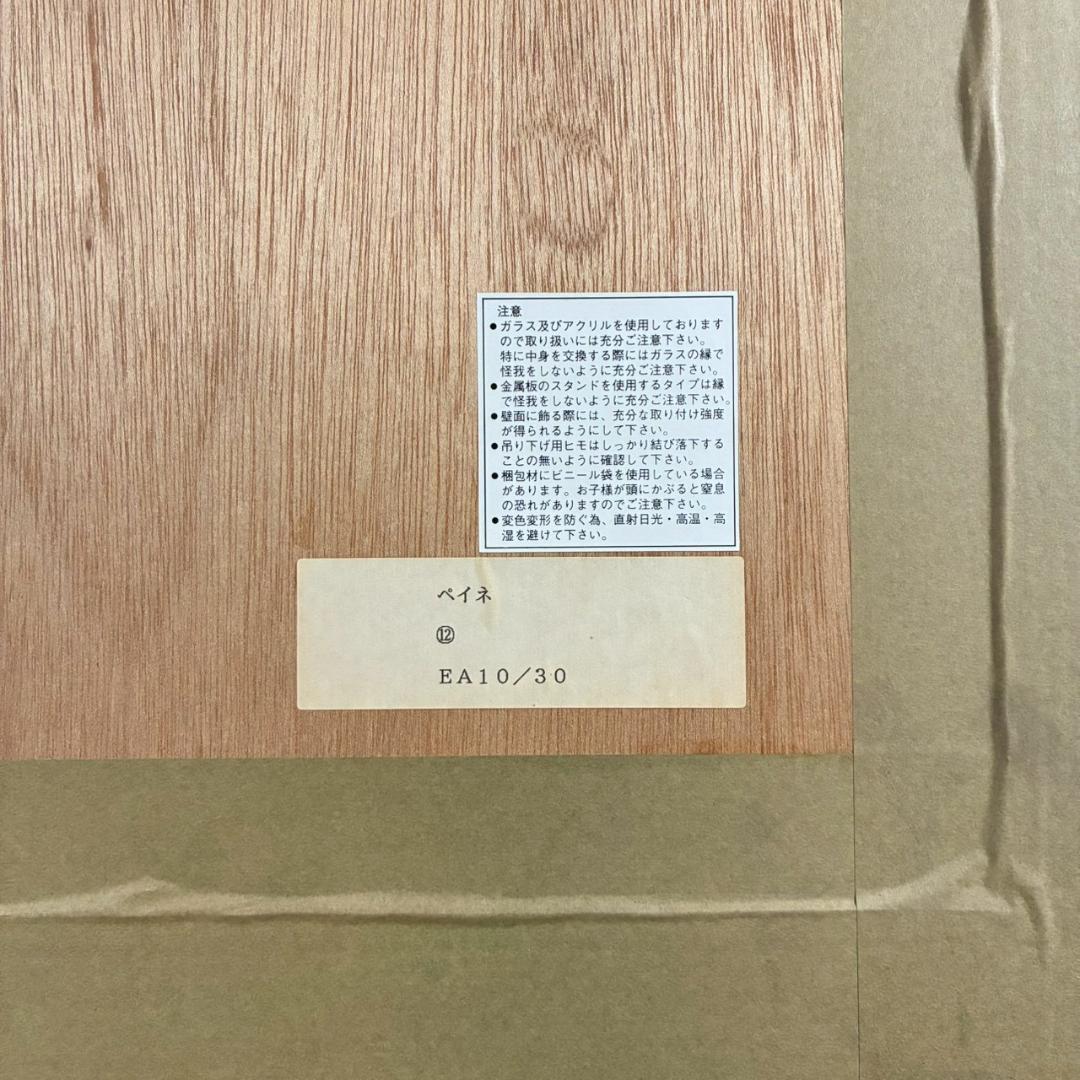 注意
●ガラス及びアクリルを使用しております
ので取り扱いには充分ご注意下さい。
特に中身を交換する際にはガラスの縁で
怪我をしないように充分ご注意下さい。
●金属板のスタンドを使用するタイプは縁
で怪我をしないように充分ご注意下さい。
●壁面に飾る際には、充分な取り付け強度
が得られるようにして下さい。
●吊り下げ用ヒモはしっかり結び落下する
ことの無いように確認して下さい。
●梱包材にビニール袋を使用している場合
があります。お子様が頭にかぶると窒息
の恐れがありますのでご注意下さい。
●変色変形を防ぐ為、直射日光・高温・高
湿を避けて下さい。
ペイネ
⑫
EA10/30